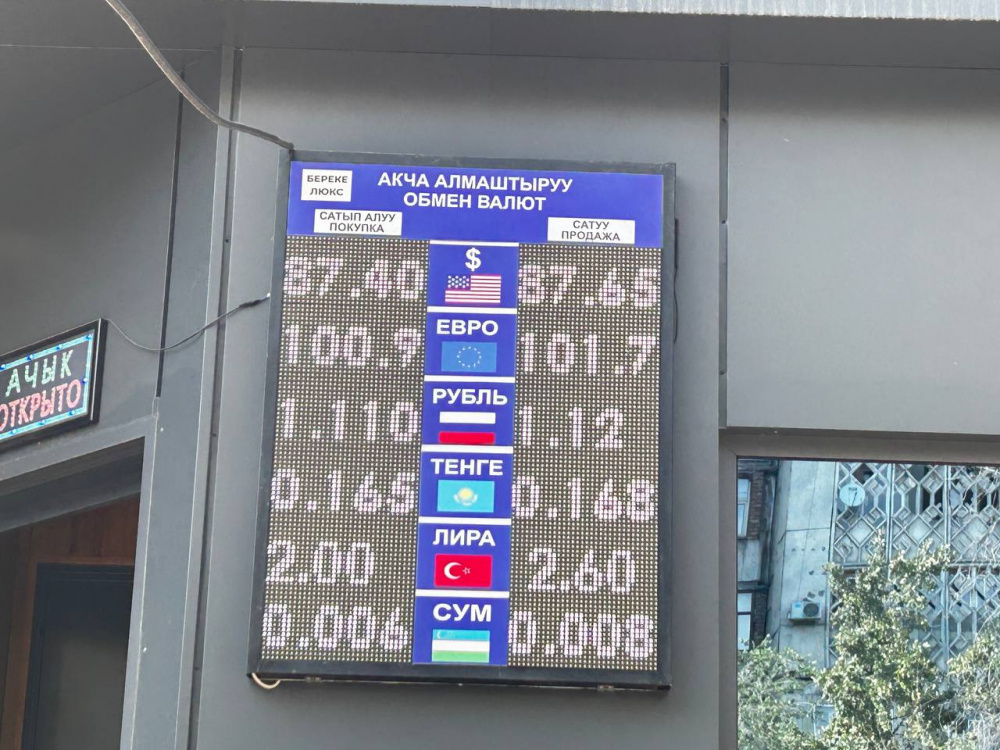 БЕРЕКЕ
ЛЮКС
АКЧА АЛМАШТЫРУУ
ОБМЕН ВАЛЮТ
САТЫП АЛУУ
ПОКУПКА
САТУУ
ПРОДАЖА
87.40 $ 87.65
100.9 ЕВРО 101.7
1.110 РУБЛЬ 1.12
0.165 ТЕНГЕ 0.168
2.00 ЛИРА 2.60
0.006 СУМ 0.008
АЧЫК
ОТКРЫТО